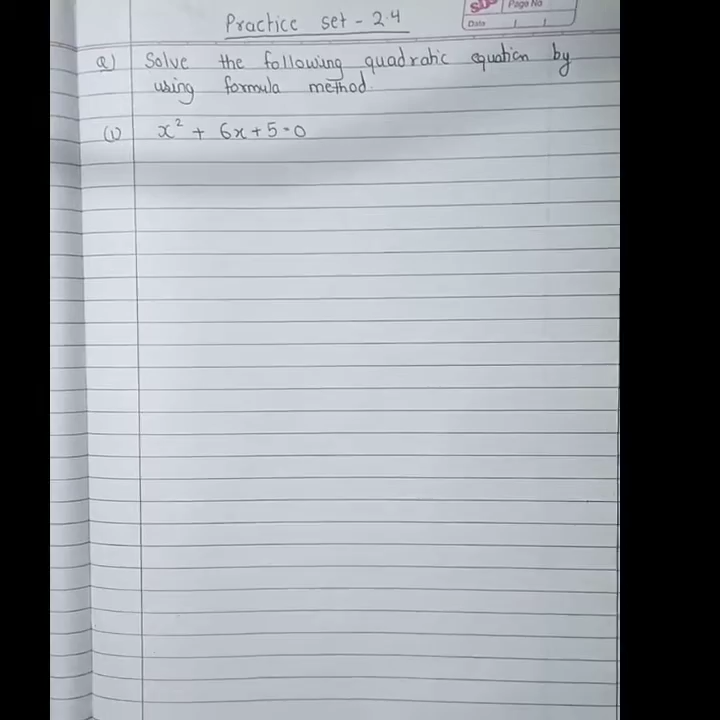 Practice set - 2.4
Page No
Date
Q) Solve the following quadratic equation by
using formula method.
(1) x² + 6x + 5 = 0